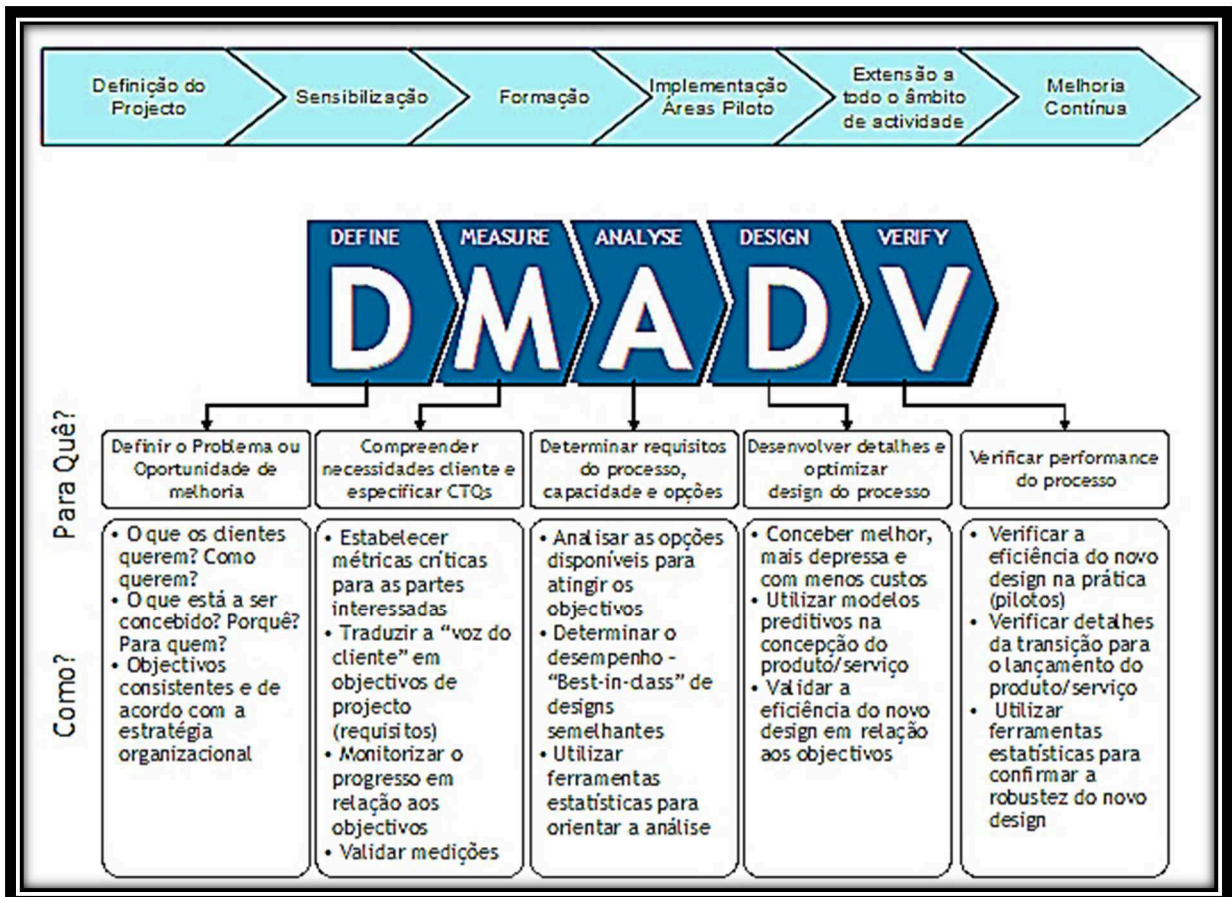 Definição do
Projecto
Sensibilização
Formação
Implementação
Áreas Piloto
Extensão a
todo o âmbito
de actividade
Melhoria
Contínua
DEFINE
MEASURE
ANALYSE
DESIGN
VERIFY
D
M
A
D
V
Para Quê?
Definir o Problema ou
Oportunidade de
melhoria
Compreender
necessidades cliente e
especificar CTQs
Determinar requisitos
do processo,
capacidade e opções
Desenvolver detalhes e
optimizar
design do processo
Verificar performance
do processo
Como?
• O que os clientes
querem? Como
querem?
• O que está a ser
concebido? Porquê?
Para quem?
• Objectivos
consistentes e de
acordo com a
estratégia
organizacional
• Estabelecer
métricas críticas
para as partes
interessadas
• Traduzir a “voz do
cliente” em
objectivos de
projecto
(requisitos)
• Monitorizar o
progresso em
relação aos
objectivos
• Validar medições
• Analisar as opções
disponíveis para
atingir os
objectivos
• Determinar o
desempenho –
“Best-in-class” de
designs
semelhantes
• Utilizar
ferramentas
estatísticas para
orientar a análise
• Conceber melhor,
mais depressa e
com menos custos
• Utilizar modelos
preditivos na
concepção do
produto/serviço
• Validar a
eficiência do novo
design em relação
aos objectivos
• Verificar a
eficiência do novo
design na prática
(pilotos)
• Verificar detalhes
da transição para
o lançamento do
produto/serviço
• Utilizar
ferramentas
estatísticas para
confirmar a
robustez do novo
design